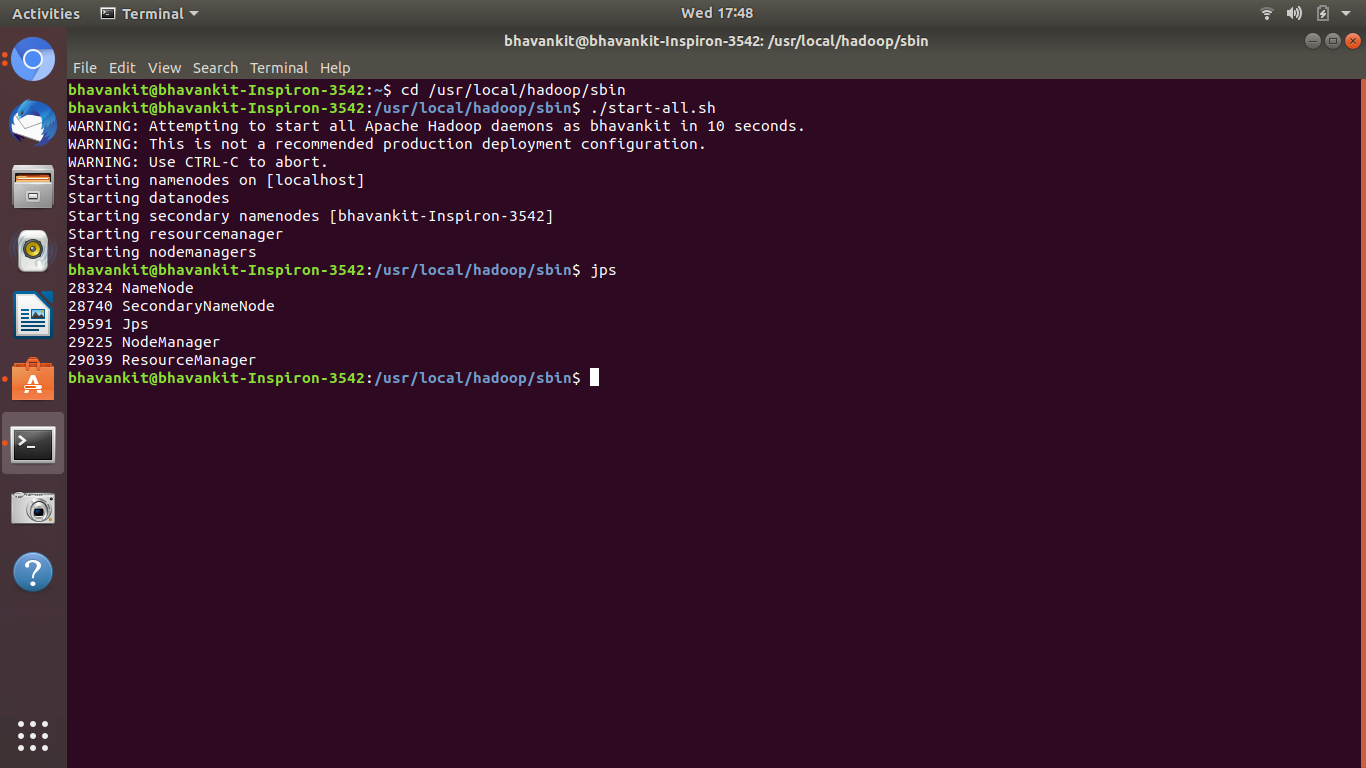 Activities Terminal Wed 17:48
bhavankit@bhavankit-Inspiron-3542: /usr/local/hadoop/sbin
File Edit View Search Terminal Help
bhavankit@bhavankit-Inspiron-3542:~$ cd /usr/local/hadoop/sbin
bhavankit@bhavankit-Inspiron-3542:/usr/local/hadoop/sbin$ ./start-all.sh
WARNING: Attempting to start all Apache Hadoop daemons as bhavankit in 10 seconds.
WARNING: This is not a recommended production deployment configuration.
WARNING: Use CTRL-C to abort.
Starting namenodes on [localhost]
Starting datanodes
Starting secondary namenodes [bhavankit-Inspiron-3542]
Starting resourcemanager
Starting nodemanagers
bhavankit@bhavankit-Inspiron-3542:/usr/local/hadoop/sbin$ jps
28324 NameNode
28740 SecondaryNameNode
29591 Jps
29225 NodeManager
29039 ResourceManager
bhavankit@bhavankit-Inspiron-3542:/usr/local/hadoop/sbin$